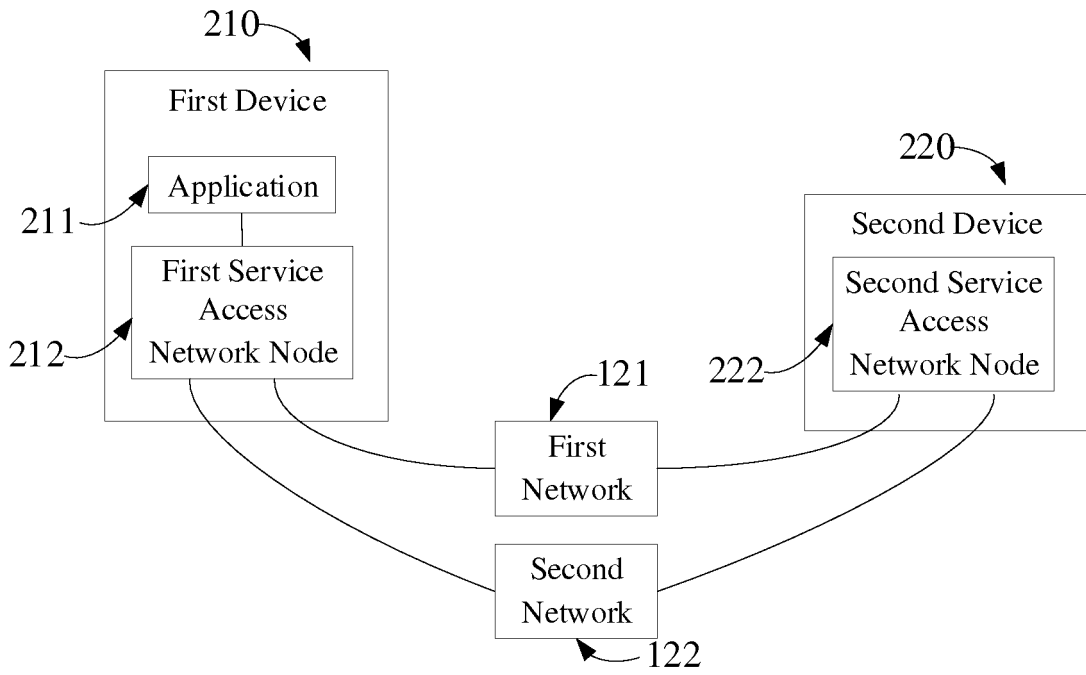 210
First Device
Application
211
First Service
Access
Network Node
212
220
Second Device
Second Service
Access
Network Node
222
121
First
Network
Second
Network
122